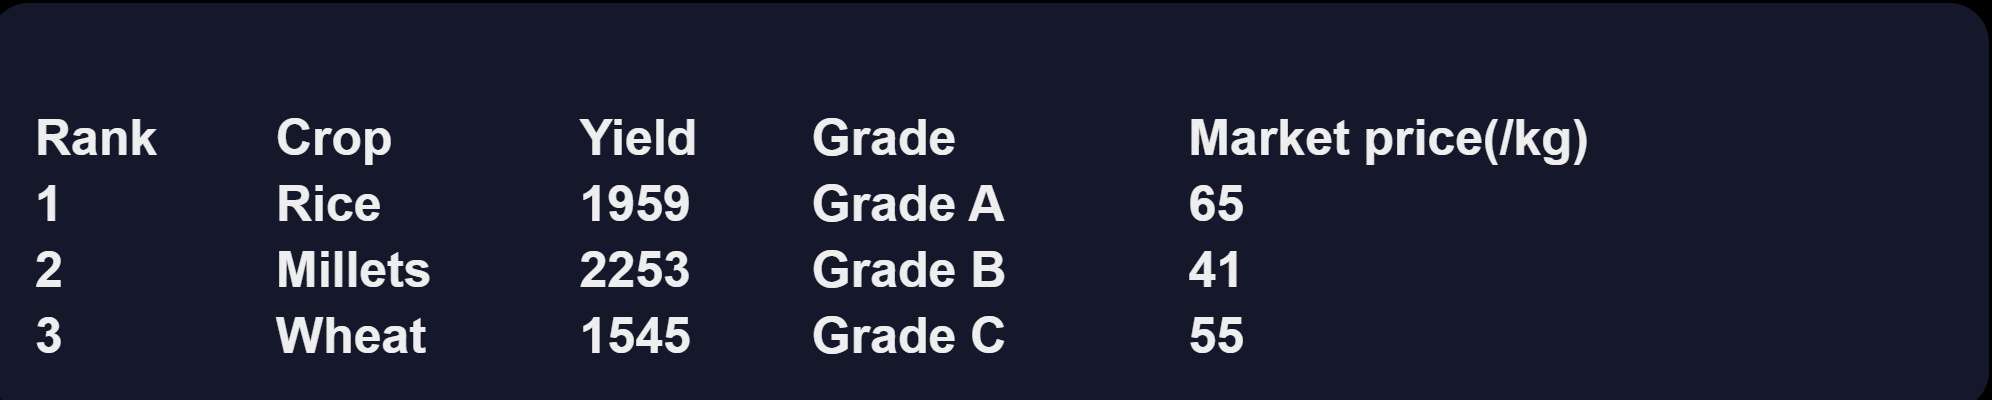 Rank Crop Yield Grade Market price(/kg)
1 Rice 1959 Grade A 65
2 Millets 2253 Grade B 41
3 Wheat 1545 Grade C 55